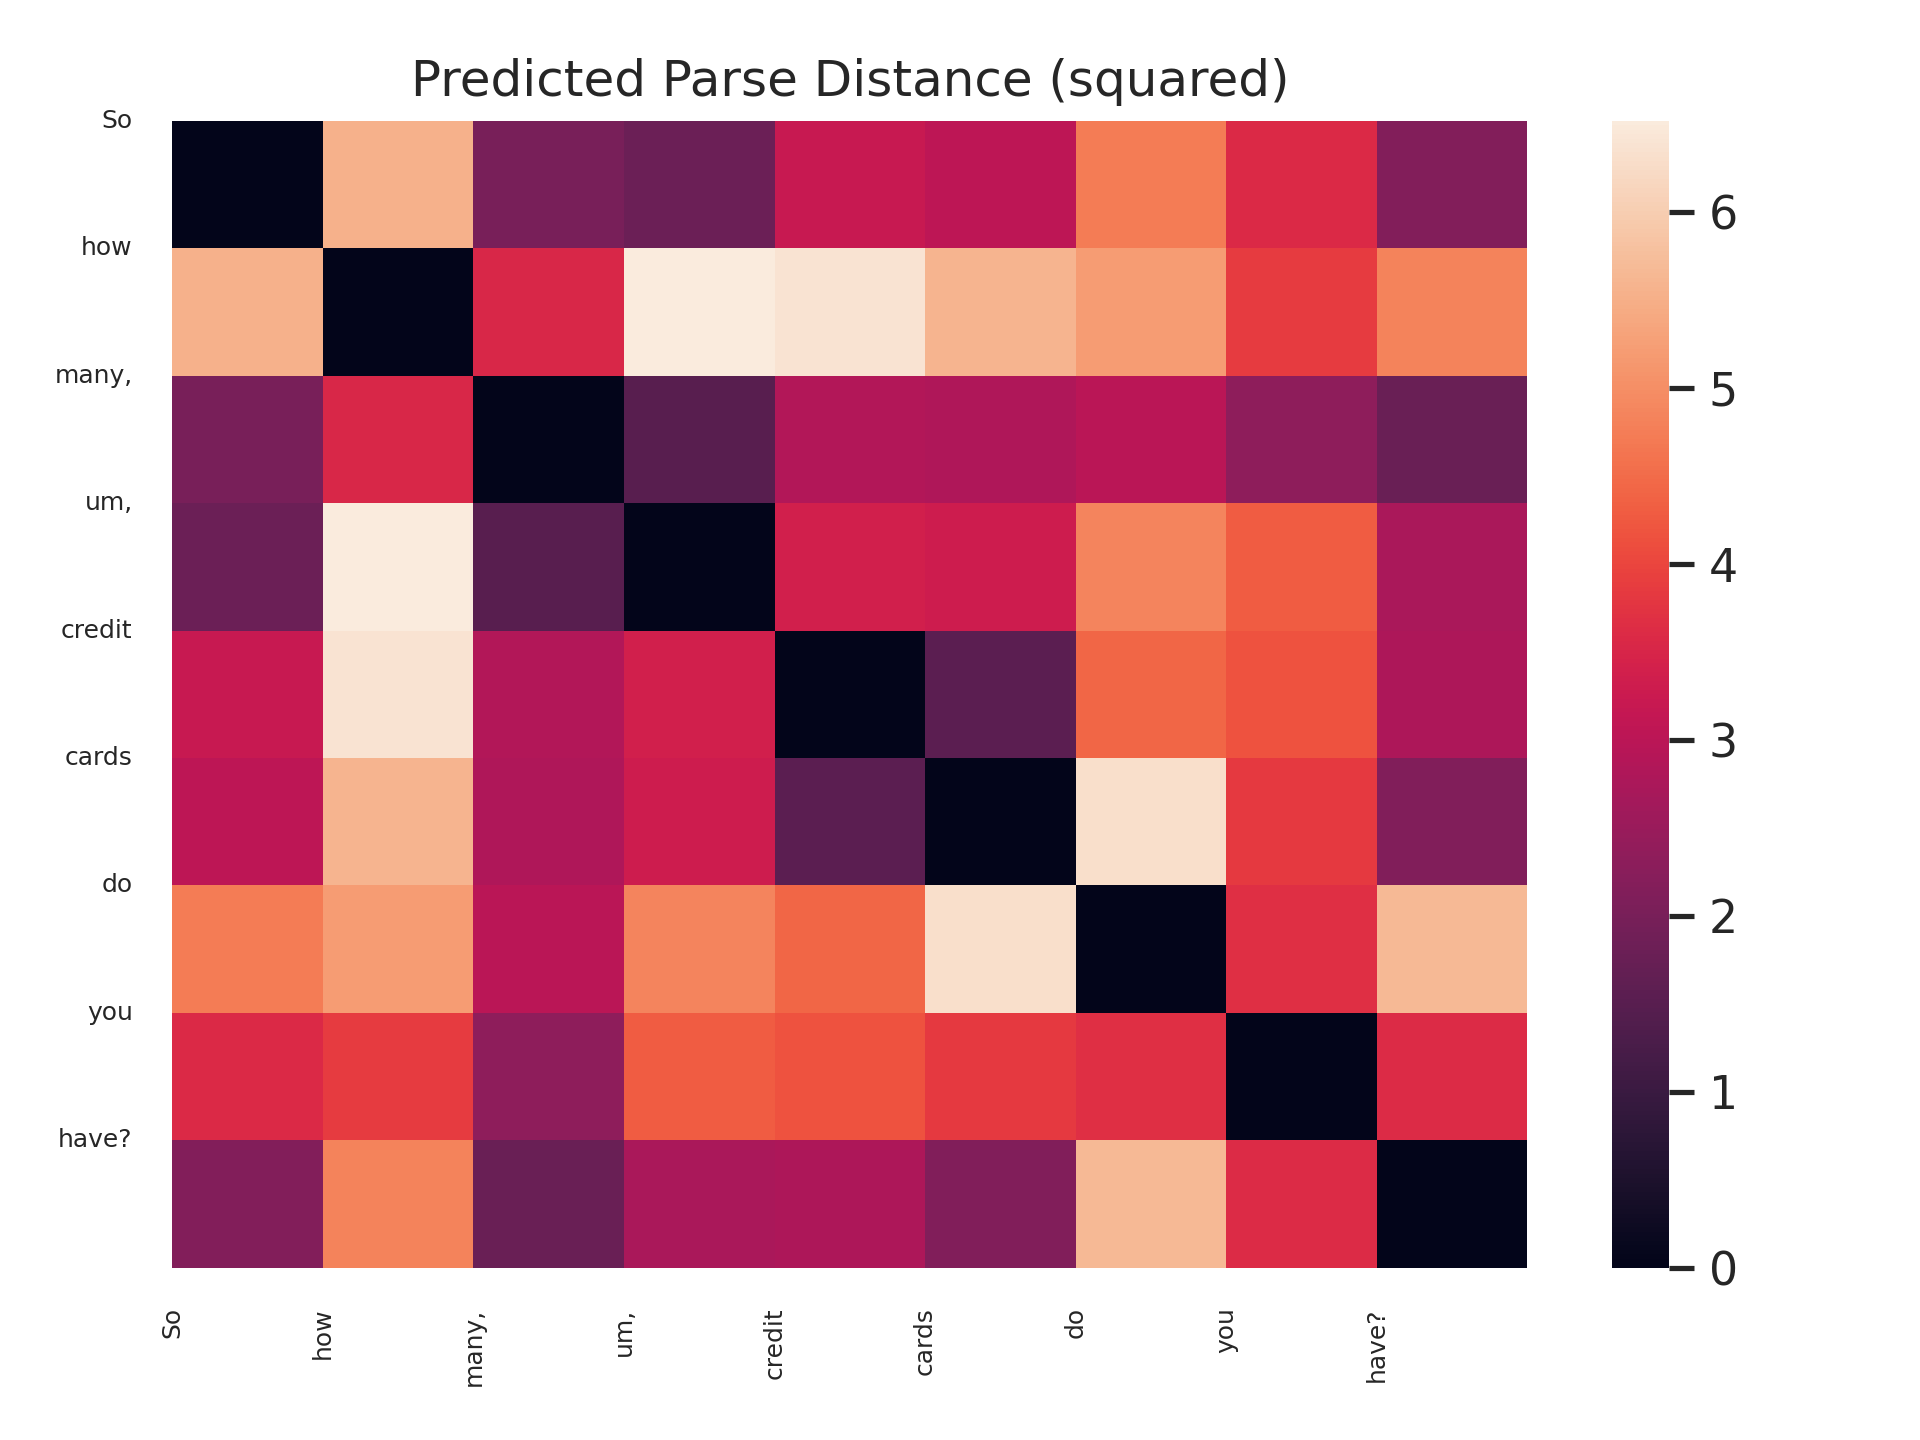 Predicted Parse Distance (squared)
So
how
many,
um,
credit
cards
do
you
have?
So
how
many,
um,
credit
cards
do
you
have?
6
5
4
3
2
1
0